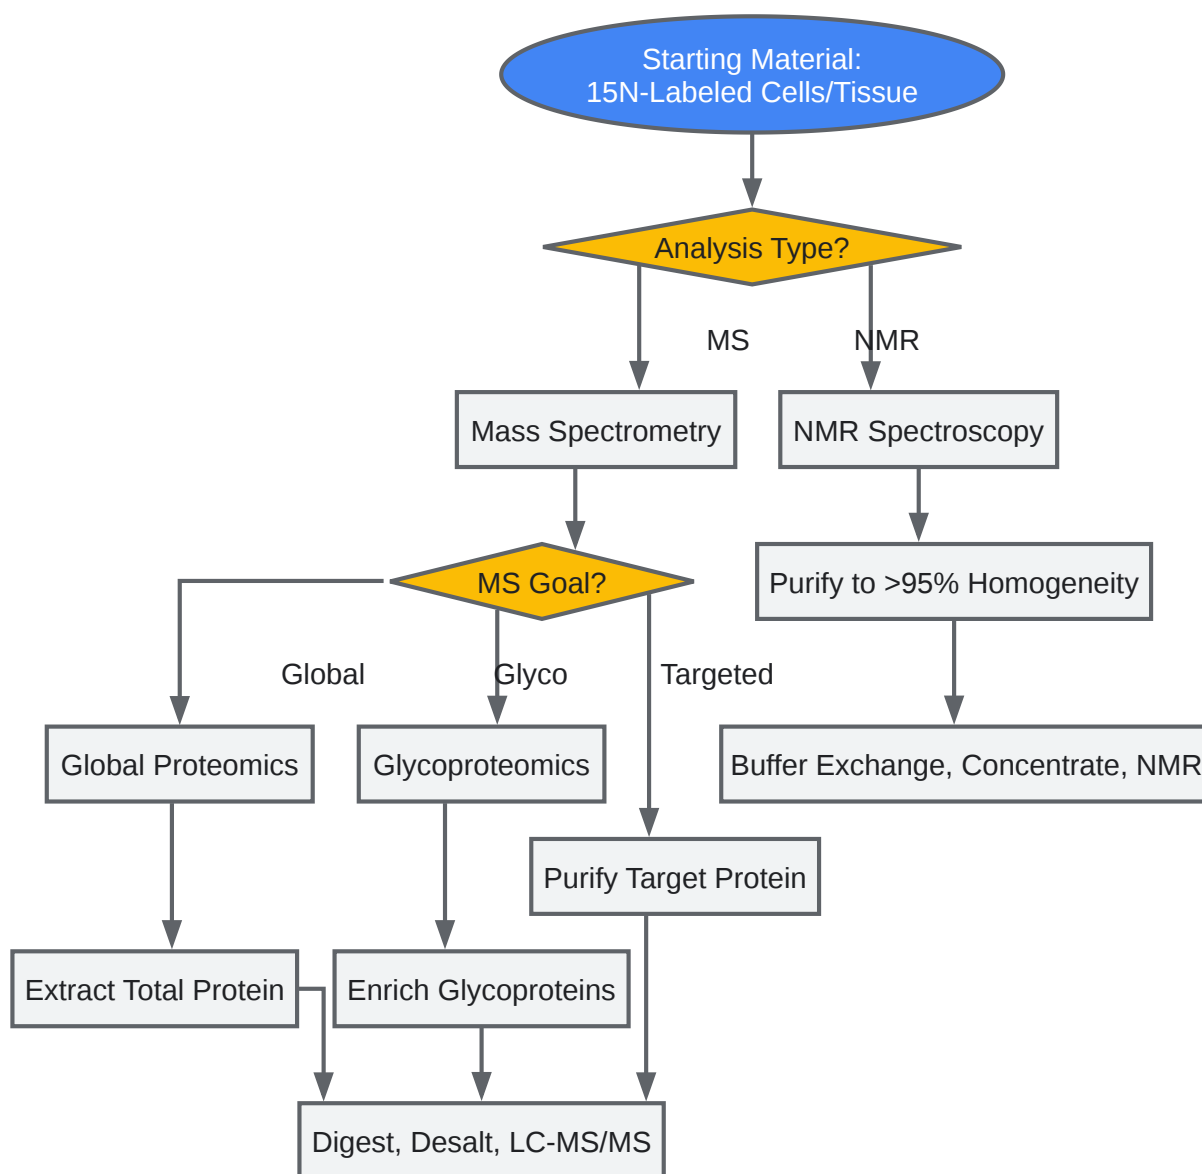 Starting Material:
15N-Labeled Cells/Tissue
Analysis Type?
MS
NMR
Mass Spectrometry
NMR Spectroscopy
MS Goal?
Purify to >95% Homogeneity
Global
Glyco
Targeted
Global Proteomics
Glycoproteomics
Buffer Exchange, Concentrate, NMR
Purify Target Protein
Extract Total Protein
Enrich Glycoproteins
Digest, Desalt, LC-MS/MS